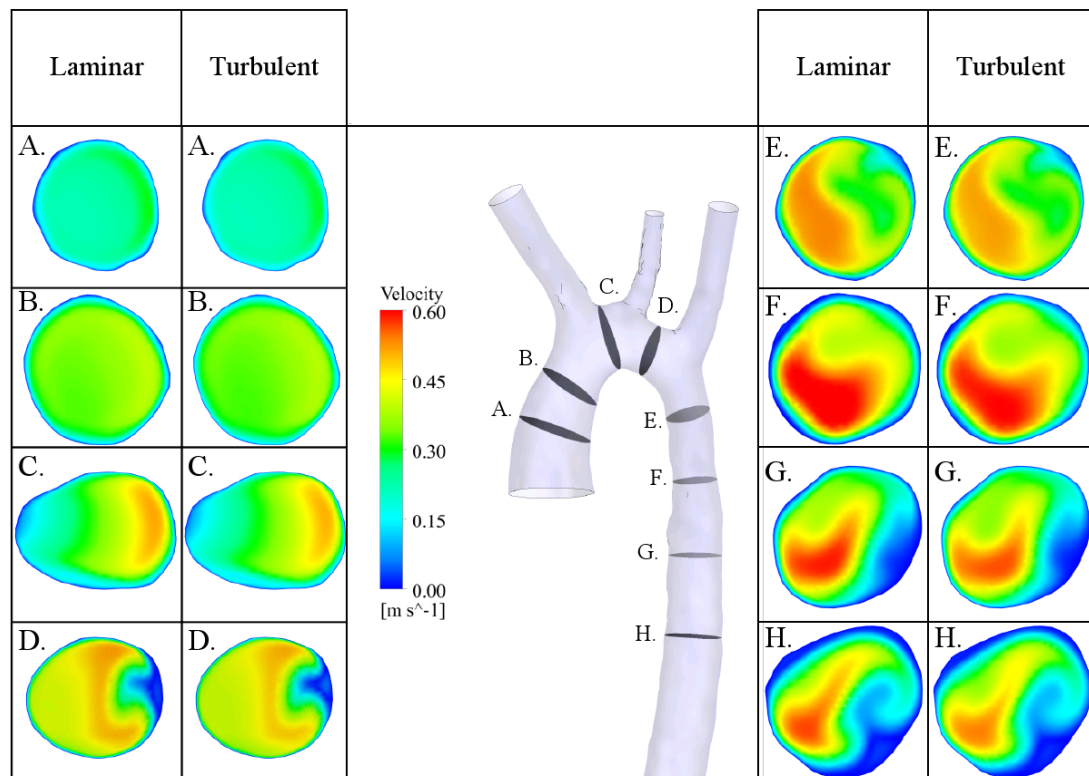 Laminar Turbulent Laminar Turbulent
A. A. E. E.
B. B. F. F.
C. C. G. G.
D. D. H. H.
Velocity
0.60
0.45
0.30
0.15
0.00
[m s^-1]
A.
B.
C.
D.
E.
F.
G.
H.